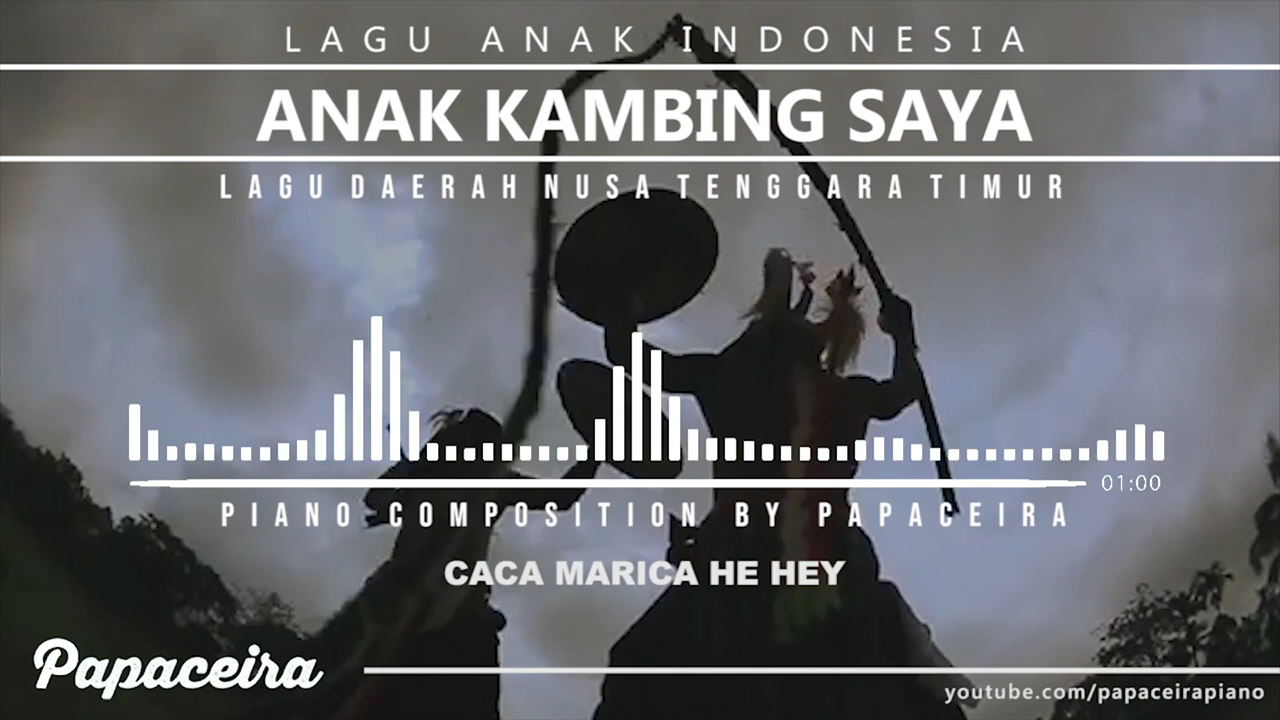 LAGU ANAK INDONESIA
ANAK KAMBING SAYA
LAGU DAERAH NUSA TENGGARA TIMUR
01:00
PIANO COMPOSITION BY PAPACEIRA
CACA MARICA HE HEY
Papaceira
youtube.com/papaceirapiano